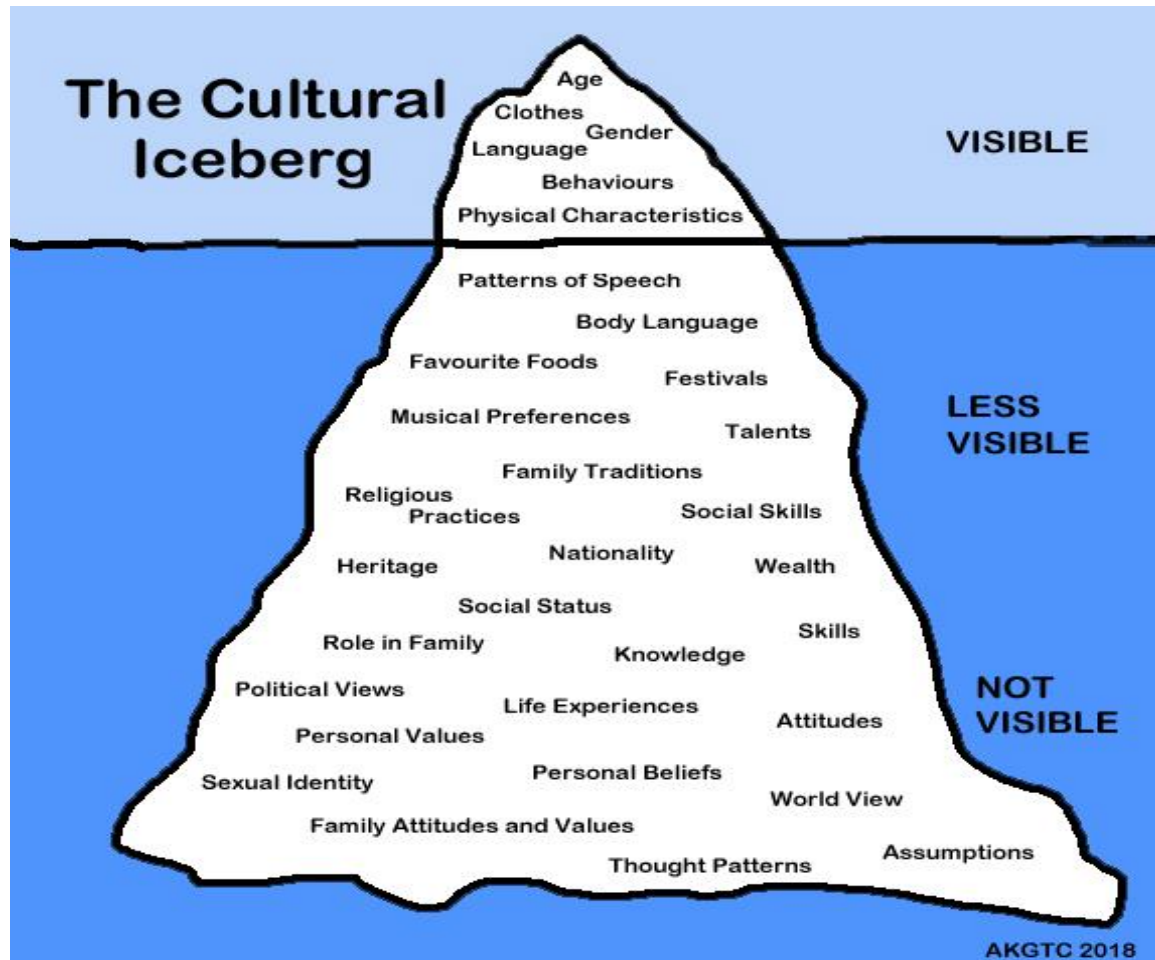 The Cultural
Iceberg
Age
Clothes
Gender
Language
Behaviours
Physical Characteristics
VISIBLE
Patterns of Speech
Body Language
Favourite Foods
Festivals
Musical Preferences
Talents
LESS
VISIBLE
Family Traditions
Religious
Practices
Social Skills
Nationality
Heritage
Wealth
Social Status
Skills
Role in Family
Knowledge
Political Views
Life Experiences
Attitudes
NOT
VISIBLE
Personal Values
Personal Beliefs
Sexual Identity
World View
Family Attitudes and Values
Assumptions
Thought Patterns
AKGTC 2018